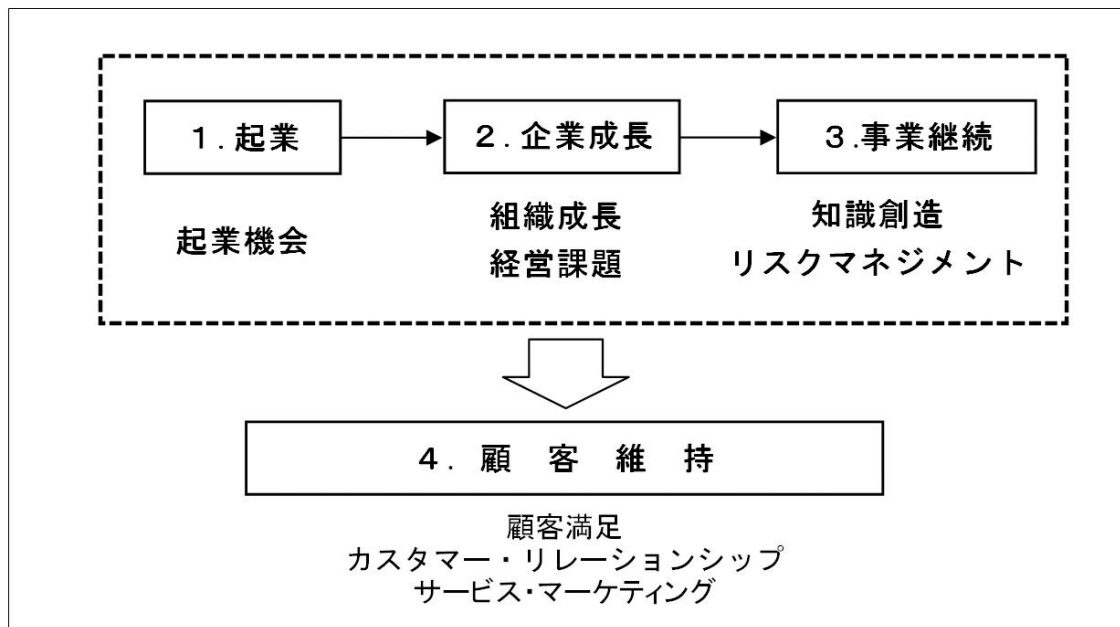 1.起業
2.企業成長
3.事業継続
起業機会
組織成長
経営課題
知識創造
リスクマネジメント
4.顧客維持
顧客満足
カスタマー・リレーションシップ
サービス・マーケティング